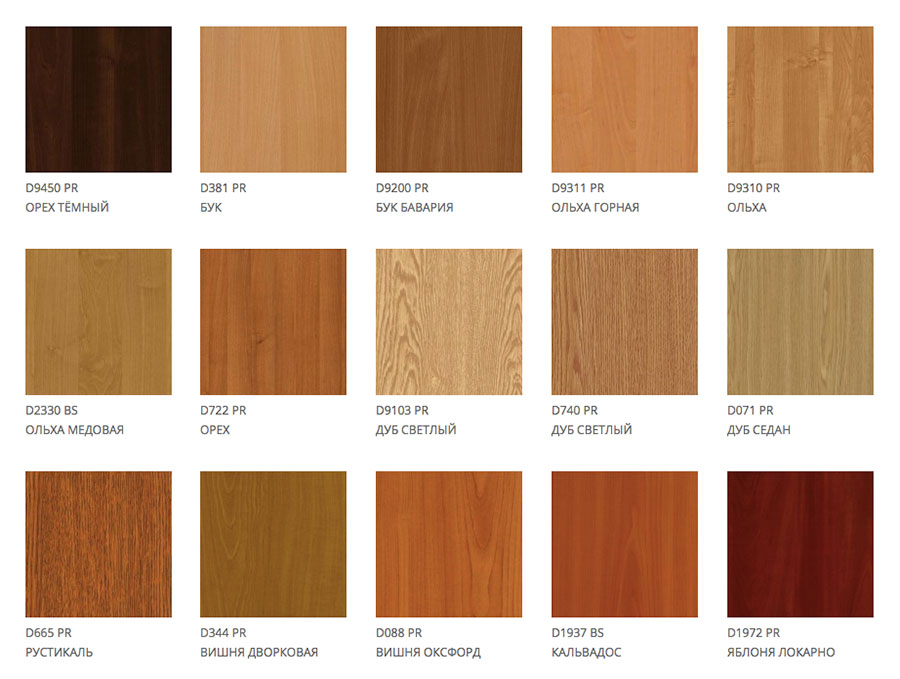 D9450 PR
ОРЕХ ТЁМНЫЙ
D381 PR
БУК
D9200 PR
БУК БАВАРИЯ
D9311 PR
ОЛЬХА ГОРНАЯ
D9310 PR
ОЛЬХА
D2330 BS
ОЛЬХА МЕДОВАЯ
D722 PR
ОРЕХ
D9103 PR
ДУБ СВЕТЛЫЙ
D740 PR
ДУБ СВЕТЛЫЙ
D071 PR
ДУБ СЕДАН
D665 PR
РУСТИКАЛЬ
D344 PR
ВИШНЯ ДВОРКОВАЯ
D088 PR
ВИШНЯ ОКСФОРД
D1937 BS
КАЛЬВАДОС
D1972 PR
ЯБЛОНЯ ЛОКАРНО